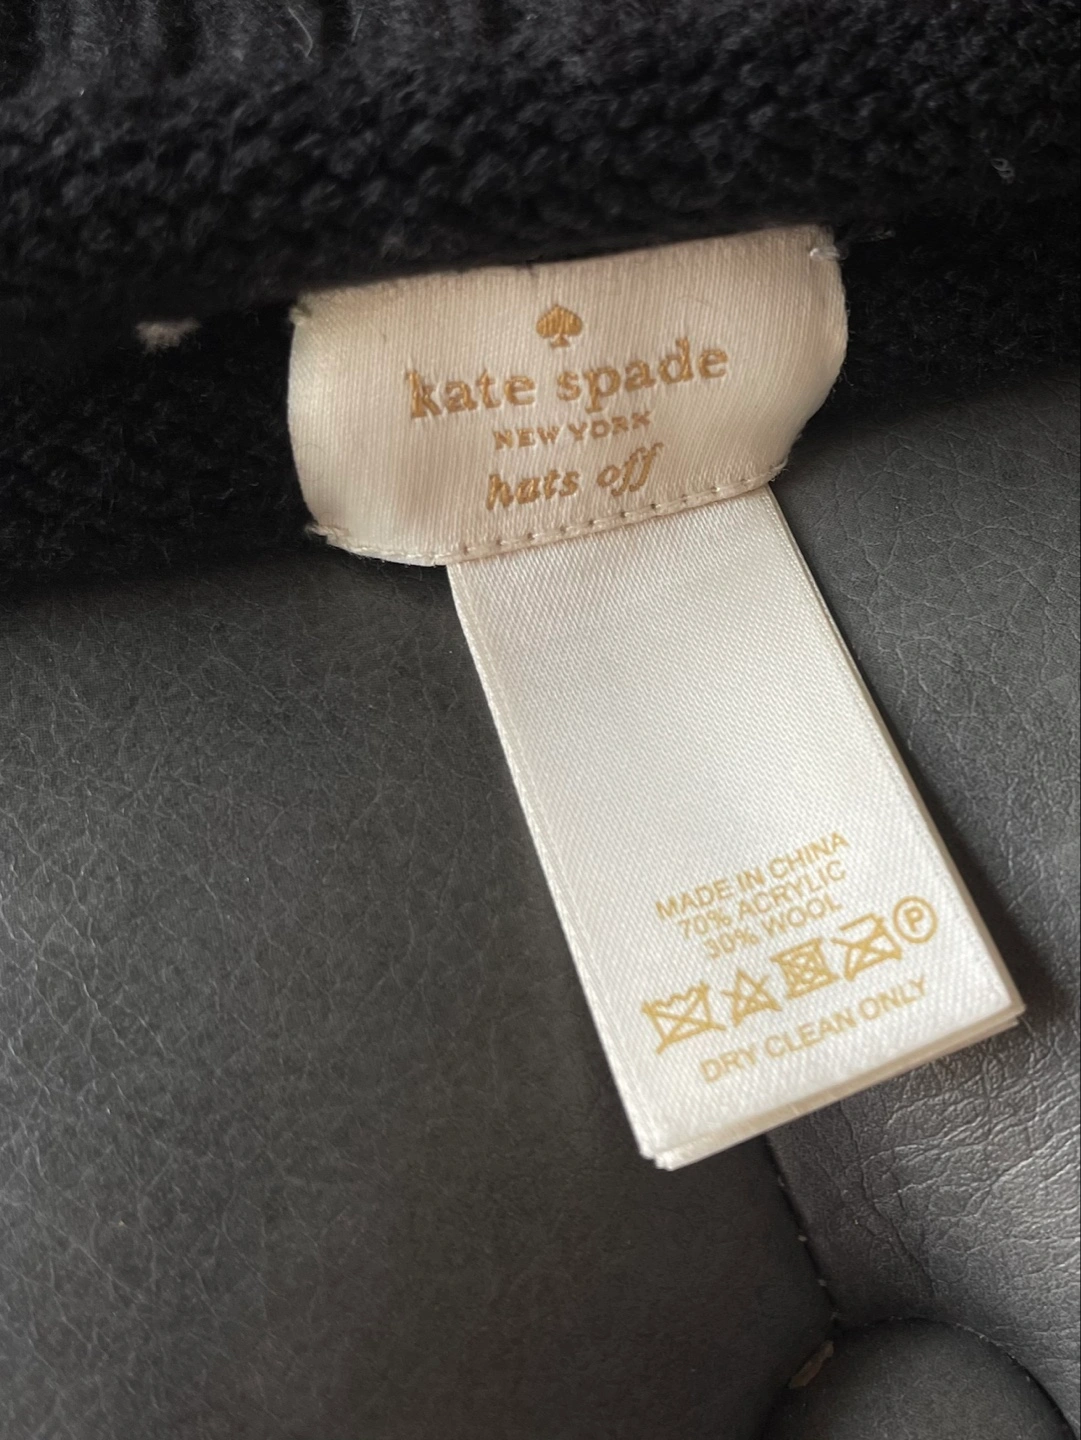 kate spade
NEW YORK
hats off
MADE IN CHINA
70% ACRYLIC
30% WOOL
P
DRY CLEAN ONLY